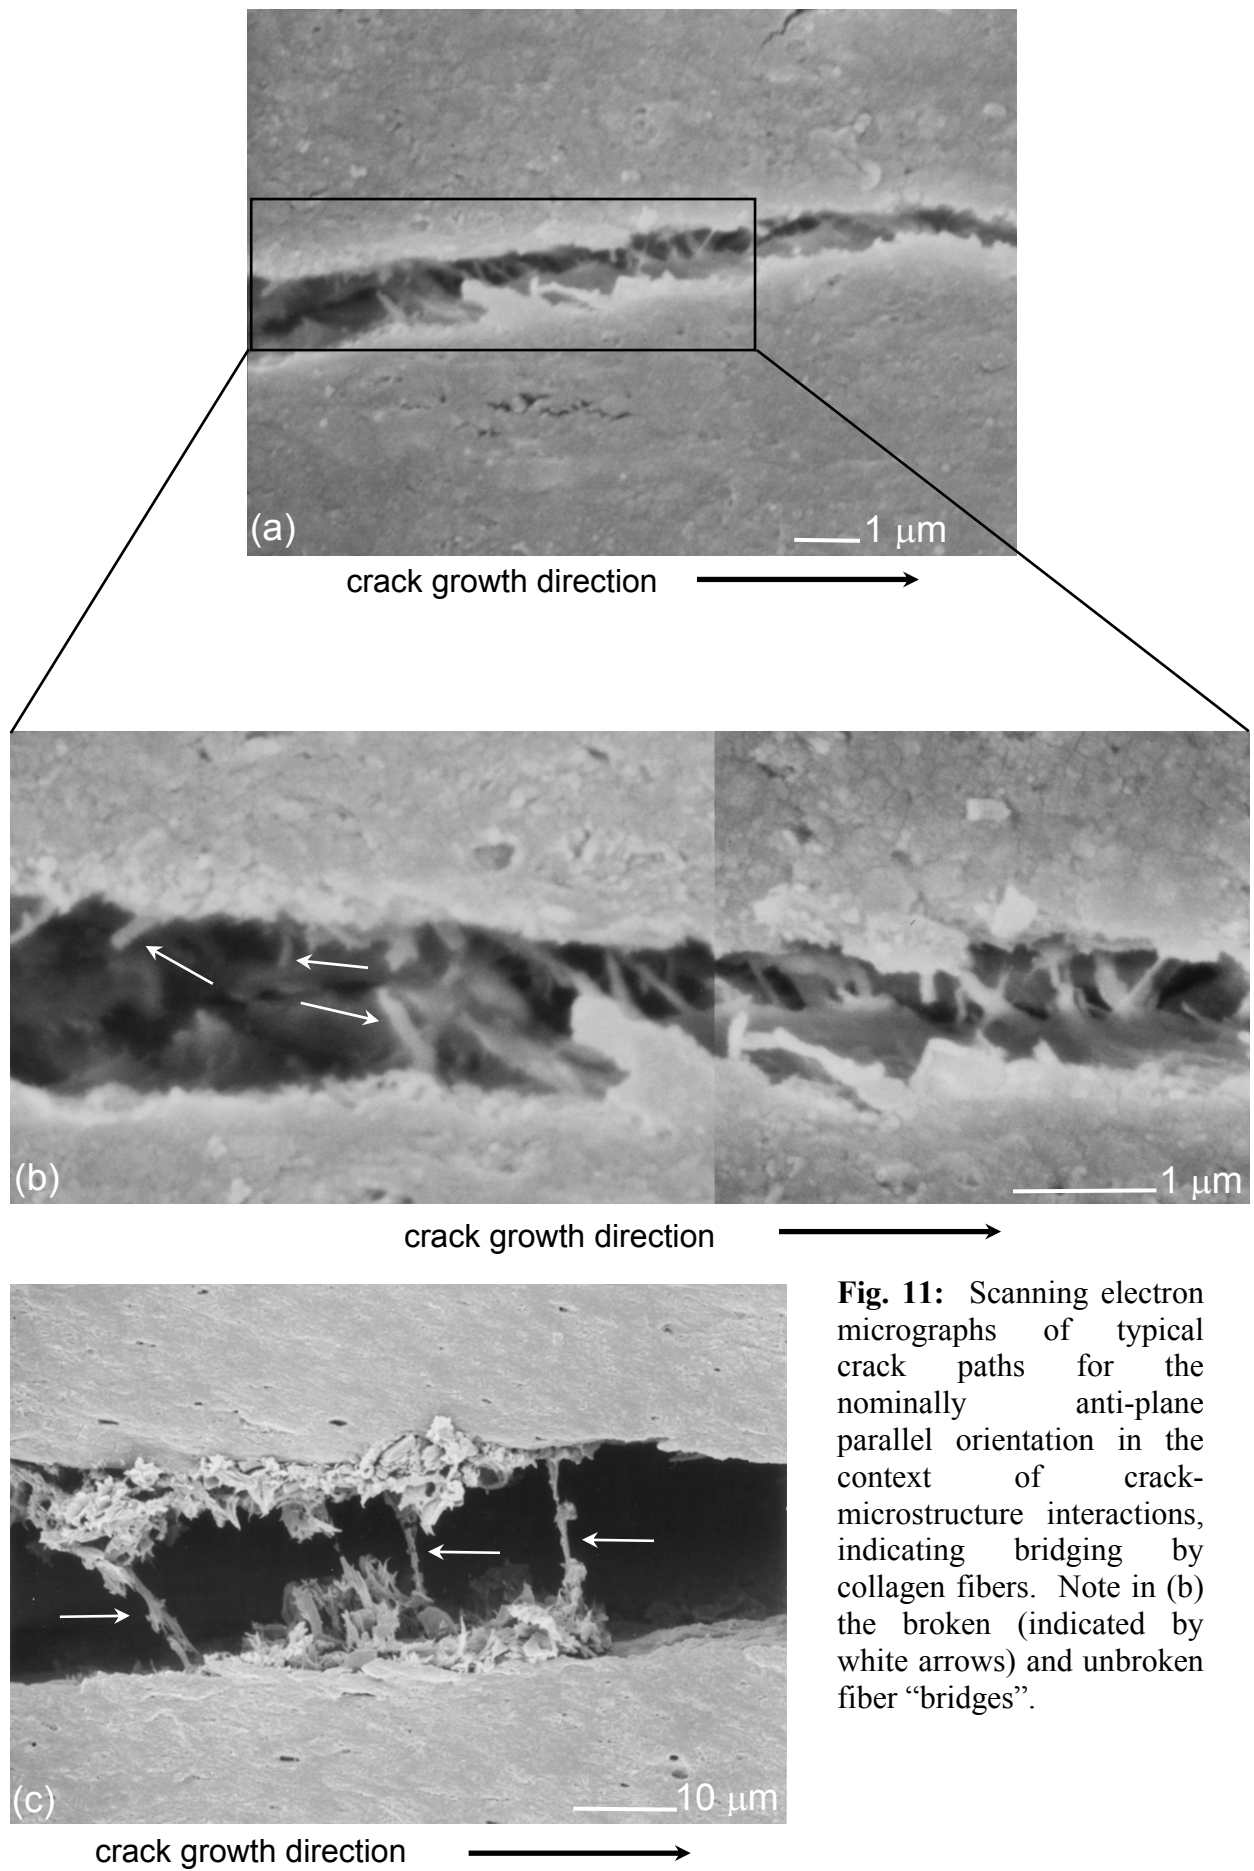 (a)
1 μm
crack growth direction
(b)
1 μm
crack growth direction
Fig. 11: Scanning electron
micrographs of typical
crack paths for the
nominally anti-plane
parallel orientation in the
context of crack-
microstructure interactions,
indicating bridging by
collagen fibers. Note in (b)
the broken (indicated by
white arrows) and unbroken
fiber “bridges”.
(c)
10 μm
crack growth direction